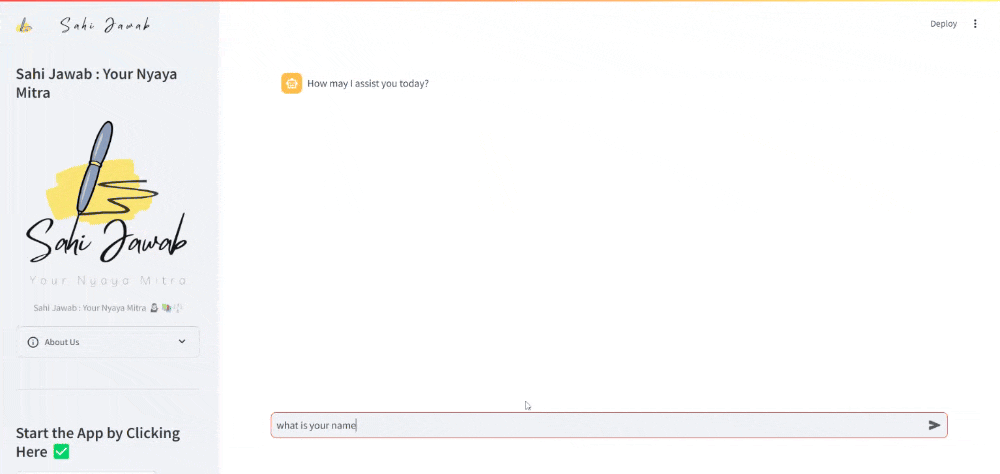 Sahi Jawab
Deploy
Sahi Jawab : Your Nyaya
Mitra
Sahi Jawab
Your Nyaya Mitra
Sahi Jawab : Your Nyaya Mitra
About Us
Start the App by Clicking
Here ✅
How may I assist you today?
what is your name